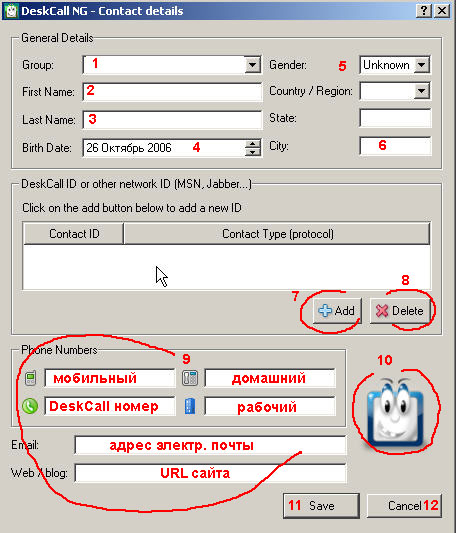 DeskCall NG - Contact details
General Details
Group: 1 Gender: 5 Unknown
First Name: 2 Country / Region:
Last Name: 3 State:
Birth Date: 26 Октябрь 2006 4 City: 6
DeskCall ID or other network ID (MSN, Jabber...)
Click on the add button below to add a new ID
Contact ID Contact Type (protocol)
7 Add 8 Delete
Phone Numbers 9 10
мобильный домашний
DeskCall номер рабочий
Email: адрес электр. почты
Web / blog: URL сайта
11 Save Cancel 12